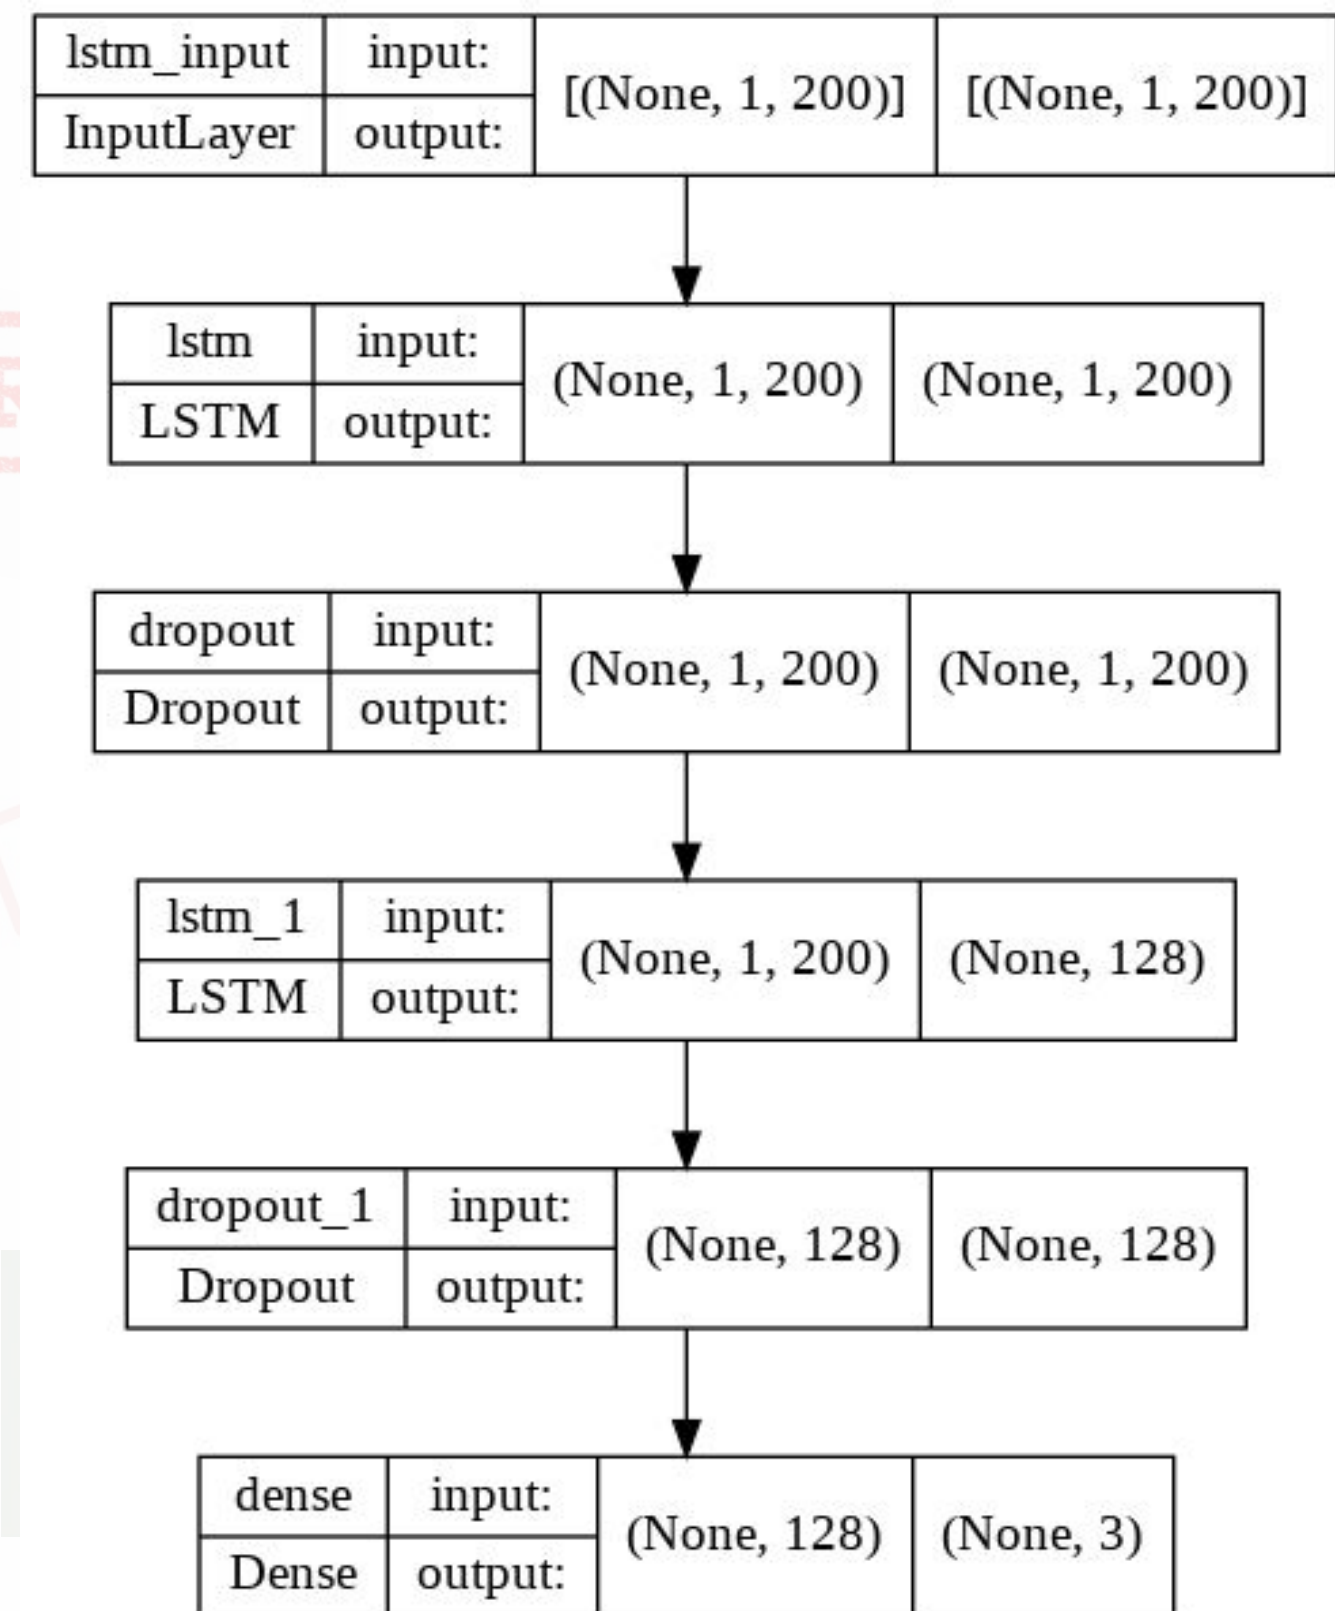 lstm_input input: [(None, 1, 200)] [(None, 1, 200)]
InputLayer output:
lstm input: (None, 1, 200) (None, 1, 200)
LSTM output:
dropout input: (None, 1, 200) (None, 1, 200)
Dropout output:
lstm_1 input: (None, 1, 200) (None, 128)
LSTM output:
dropout_1 input: (None, 128) (None, 128)
Dropout output:
dense input: (None, 128) (None, 3)
Dense output: